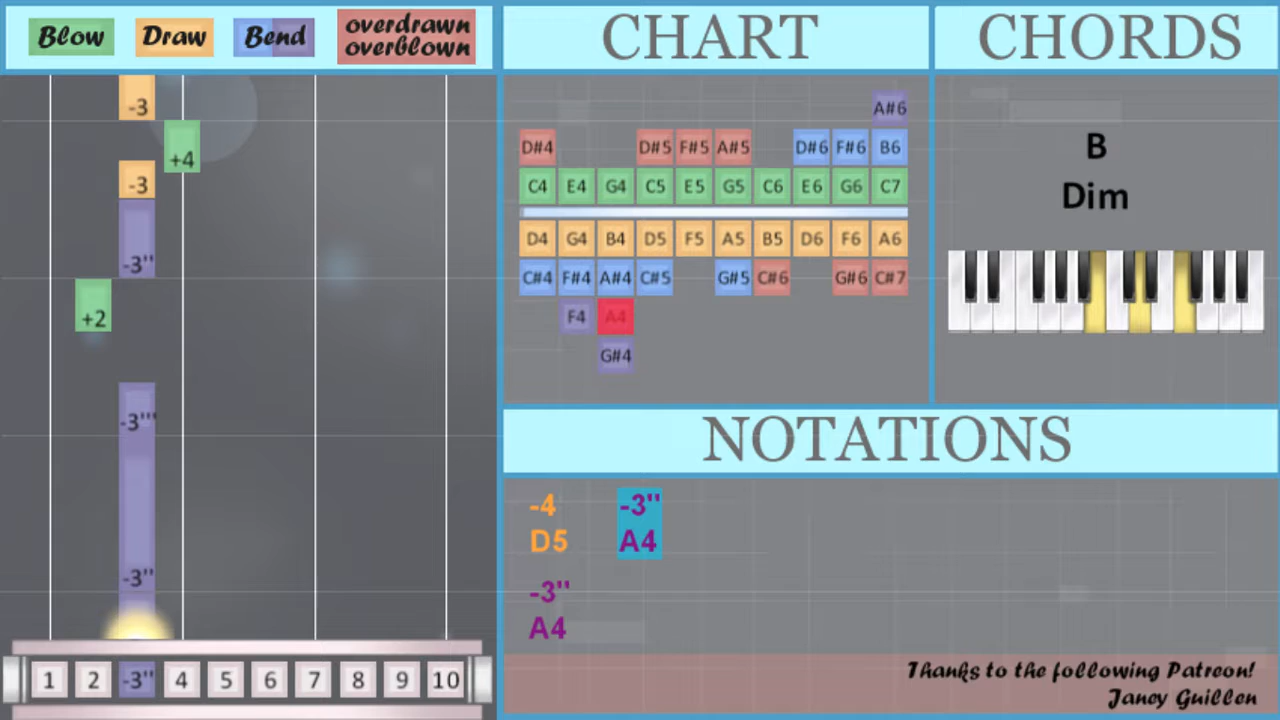 Blow Draw Bend overdrawn
overblown
CHART
CHORDS
-3
+4
-3
-3''
+2
-3'''
-3''
1 2 -3'' 4 5 6 7 8 9 10
A#6
D#4 D#5 F#5 A#5 D#6 F#6 B6
C4 E4 G4 C5 E5 G5 C6 E6 G6 C7
D4 G4 B4 D5 F5 A5 B5 D6 F6 A6
C#4 F#4 A#4 C#5 G#5 C#6 G#6 C#7
F4 A4
G#4
B
Dim
NOTATIONS
-4 -3''
D5 A4
-3''
A4
Thanks to the following Patreon!
Janey Guillen